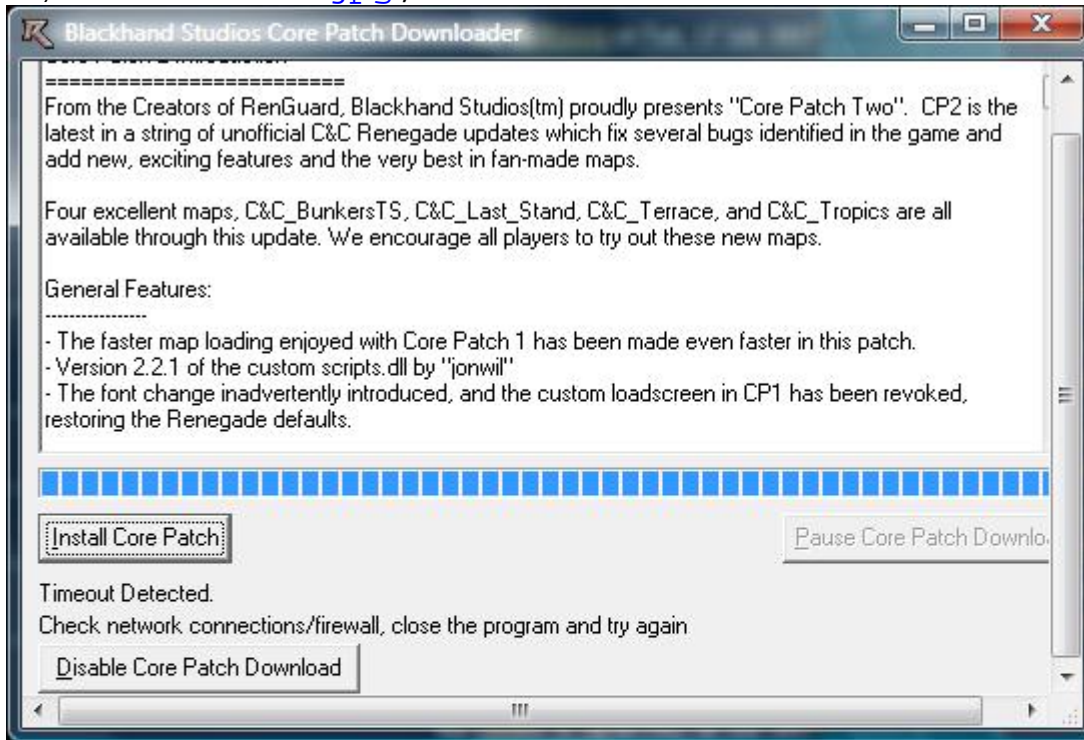 Blackhand Studios Core Patch Downloader
==========================
From the Creators of RenGuard, Blackhand Studios(tm) proudly presents "Core Patch Two". CP2 is the
latest in a string of unofficial C&C Renegade updates which fix several bugs identified in the game and
add new, exciting features and the very best in fan-made maps.
Four excellent maps, C&C_BunkersTS, C&C_Last_Stand, C&C_Terrace, and C&C_Tropics are all
available through this update. We encourage all players to try out these new maps.
General Features:
-----------------
- The faster map loading enjoyed with Core Patch 1 has been made even faster in this patch.
- Version 2.2.1 of the custom scripts.dll by "jonwil"
- The font change inadvertently introduced, and the custom loadscreen in CP1 has been revoked,
restoring the Renegade defaults.
Install Core Patch
Pause Core Patch Downlo
Timeout Detected.
Check network connections/firewall, close the program and try again
Disable Core Patch Download